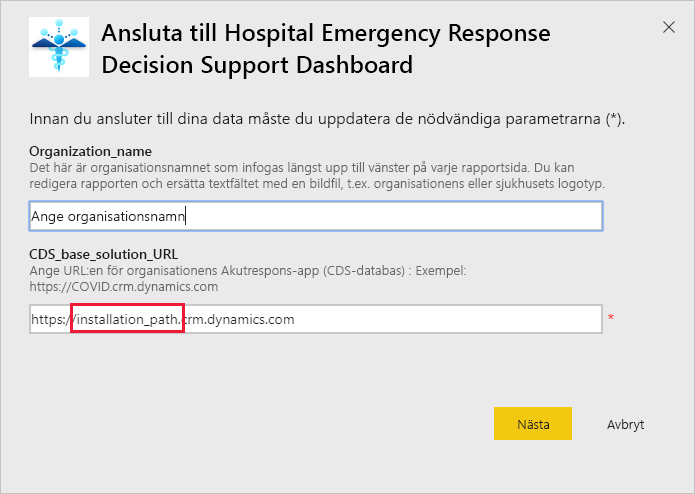 Ansluta till Hospital Emergency Response
Decision Support Dashboard
Innan du ansluter till dina data måste du uppdatera de nödvändiga parametrarna (*).
Organization_name
Det här är organisationsnamnet som infogas längst upp till vänster på varje rapportsida. Du kan
redigera rapporten och ersätta textfältet med en bildfil, t.ex. organisationens eller sjukhusets logotyp.
Ange organisationsnamn
CDS_base_solution_URL
Ange URL:en för organisationens Akutrespons-app (CDS-databas) : Exempel:
https://COVID.crm.dynamics.com
https://installation_path.crm.dynamics.com *
Nästa Avbryt